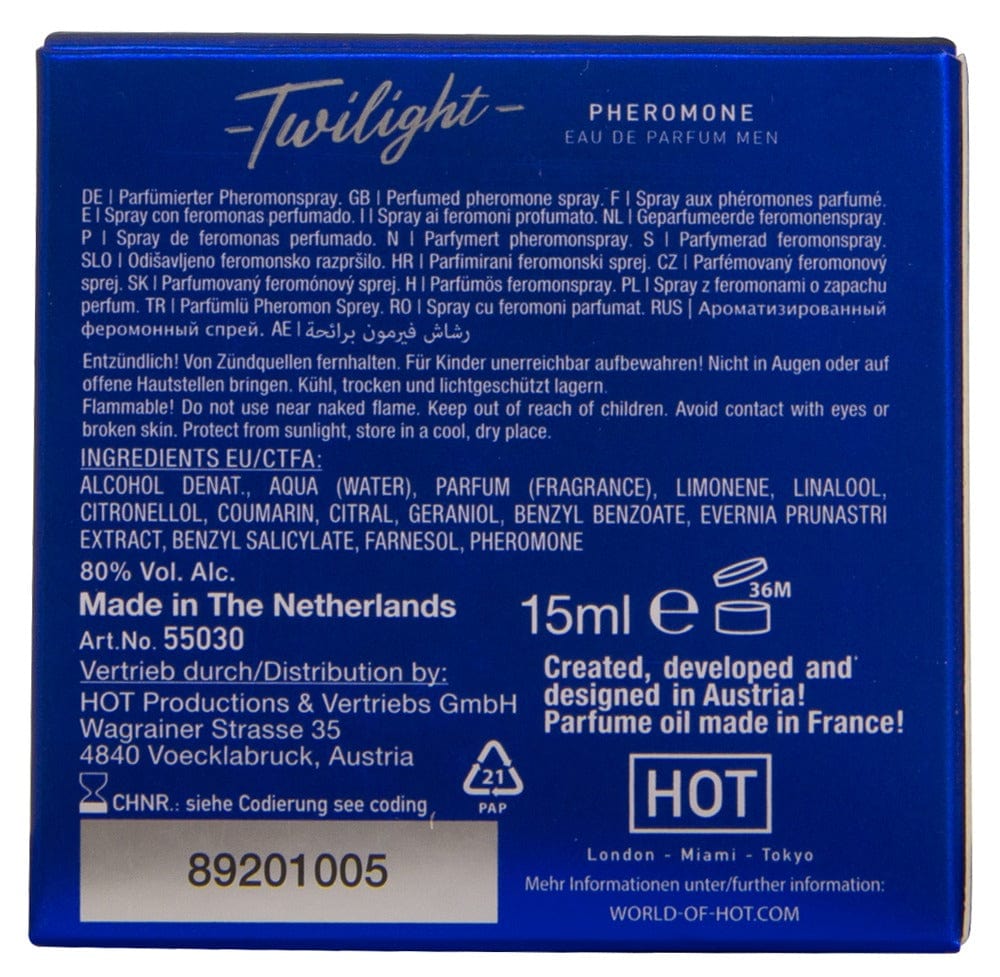 -Twilight-
PHEROMONE
EAU DE PARFUM MEN
DE | Parfümierter Pheromonspray. GB | Perfumed pheromone spray. F | Spray aux phéromones parfumé.
E | Spray con feromonas perfumado. I | Spray ai feromoni profumato. NL | Geparfumeerde feromonenspray.
P | Spray de feromonas perfumado. N | Parfymert pheromonspray. S | Parfymerad feromonspray.
SLO | Odišavljeno feromonsko razpršilo. HR | Parfimirani feromonski sprej. CZ | Parfémovaný feromonový
sprej. SK | Parfumovaný feromónový sprej. H | Parfümös feromonspray. PL | Spray z feromonami o zapachu
perfum. TR | Parfümlü Pheromon Sprey. RO | Spray cu feromoni parfumat. RUS | Ароматизированный
феромонный спрей. AE | رشاش فيرمون برائحة
Entzündlich! Von Zündquellen fernhalten. Für Kinder unerreichbar aufbewahren! Nicht in Augen oder auf
offene Hautstellen bringen. Kühl, trocken und lichtgeschützt lagern.
Flammable! Do not use near naked flame. Keep out of reach of children. Avoid contact with eyes or
broken skin. Protect from sunlight, store in a cool, dry place.
INGREDIENTS EU/CTFA:
ALCOHOL DENAT., AQUA (WATER), PARFUM (FRAGRANCE), LIMONENE, LINALOOL,
CITRONELLOL, COUMARIN, CITRAL, GERANIOL, BENZYL BENZOATE, EVERNIA PRUNASTRI
EXTRACT, BENZYL SALICYLATE, FARNESOL, PHEROMONE
80% Vol. Alc.
Made in The Netherlands
Art.No. 55030
Vertrieb durch/Distribution by:
HOT Productions & Vertriebs GmbH
Wagrainer Strasse 35
4840 Voecklabruck, Austria
CHNR.: siehe Codierung see coding
89201005
15ml e
36M
Created, developed and
designed in Austria!
Parfume oil made in France!
21
PAP
HOT
London - Miami - Tokyo
Mehr Informationen unter/further information:
WORLD-OF-HOT.COM